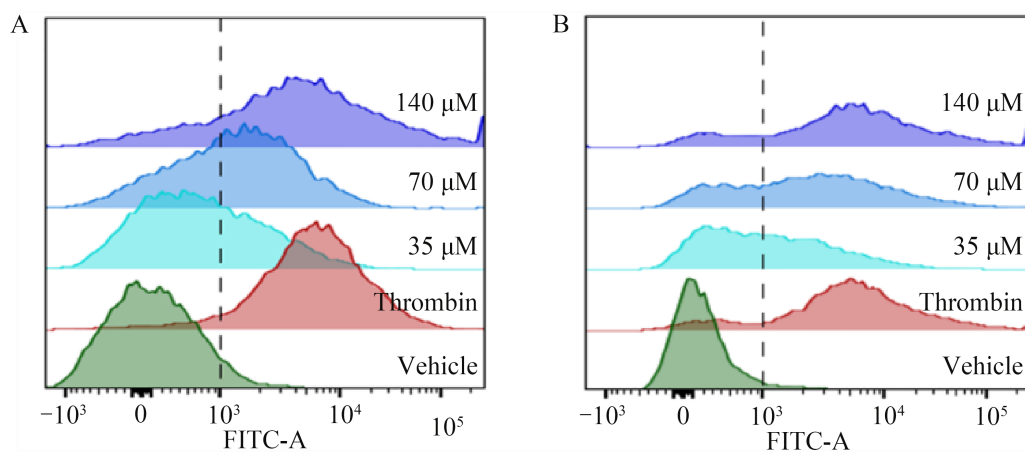 A
140 μM
70 μM
35 μM
Thrombin
Vehicle
−10³
0
10³
10⁴
10⁵
FITC-A
B
140 μM
70 μM
35 μM
Thrombin
Vehicle
−10³
0
10³
10⁴
10⁵
FITC-A